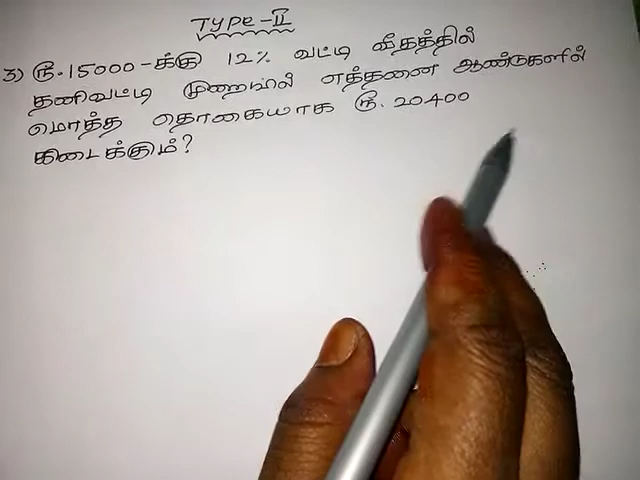 TYPE-II
3) ரூ.15000-க்கு 12% வட்டி வீதத்தில்
தனிவட்டி முறையில் எத்தனை ஆண்டுகளில்
மொத்த தொகையாக ரூ. 20400
கிடைக்கும்?